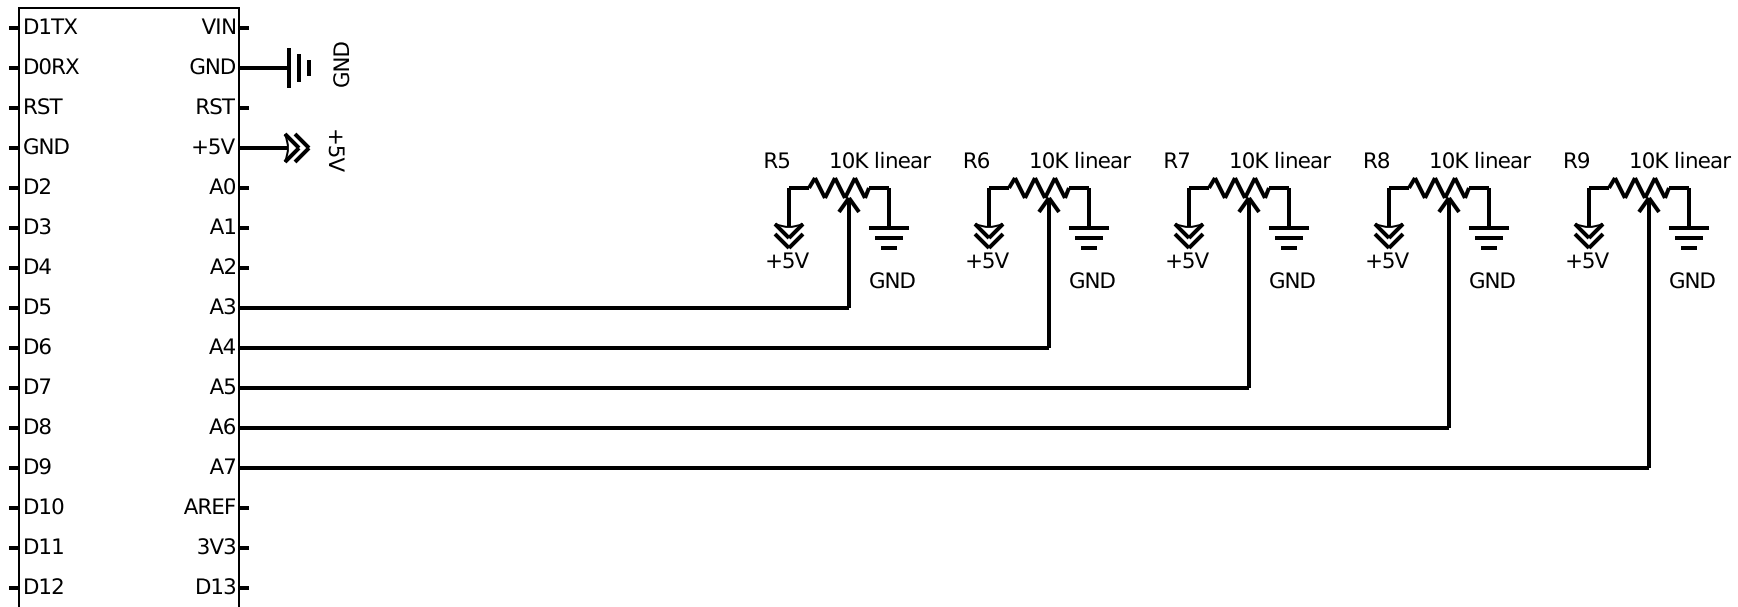 D1TX VIN
D0RX GND GND
RST RST
GND +5V +5V
R5 10K linear R6 10K linear R7 10K linear R8 10K linear R9 10K linear
D2 A0
D3 A1
D4 A2 +5V +5V +5V +5V +5V
GND GND GND GND GND
D5 A3
D6 A4
D7 A5
D8 A6
D9 A7
D10 AREF
D11 3V3
D12 D13